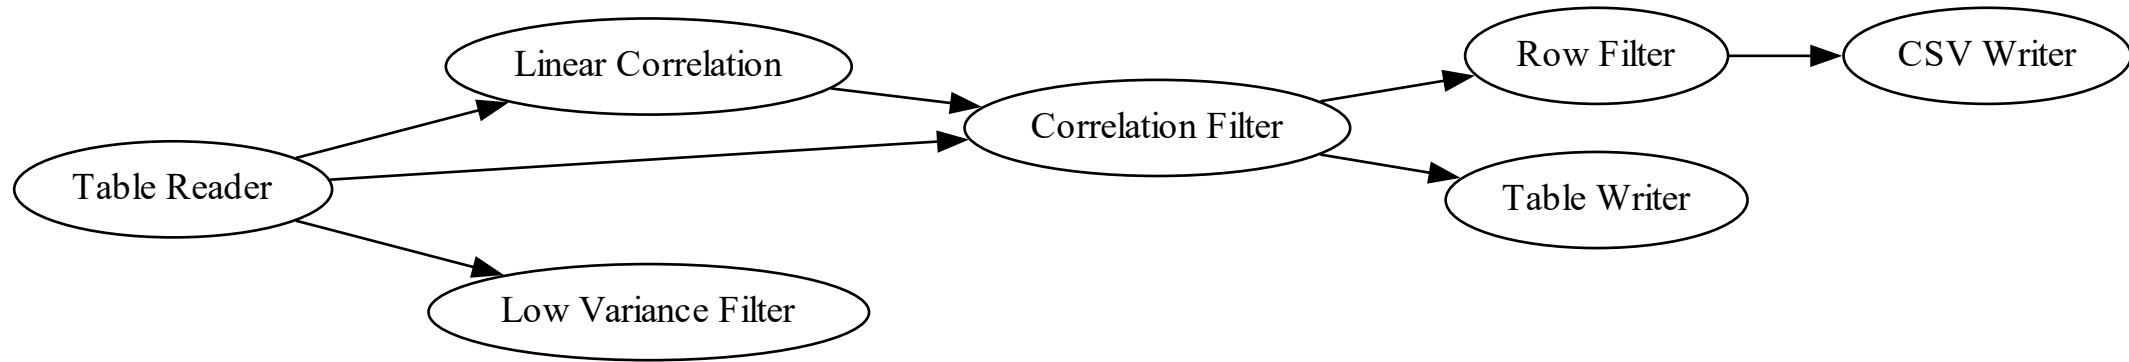 Linear Correlation
Row Filter
CSV Writer
Correlation Filter
Table Reader
Table Writer
Low Variance Filter